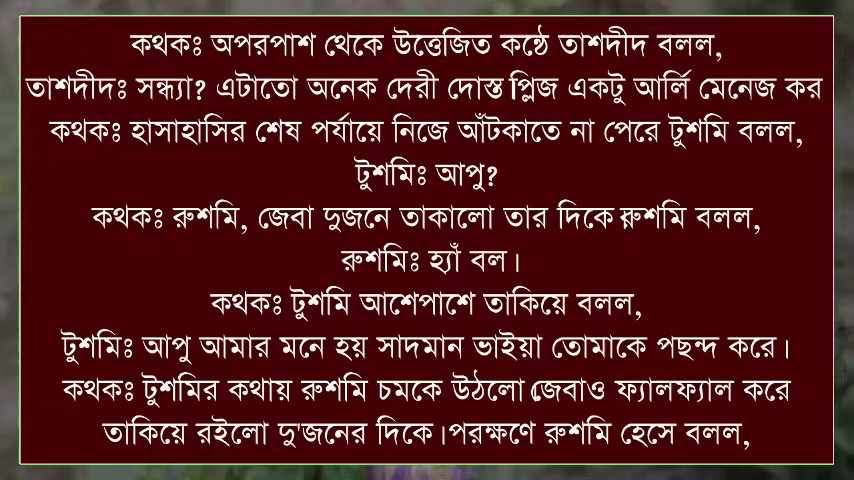 কথকঃ অপরপাশ থেকে উত্তেজিত কন্ঠে তাশদীদ বলল,
তাশদীদঃ সন্ধ্যা? এটাতো অনেক দেরী দোস্ত।প্লিজ একটু আর্লি মেনেজ কর
কথকঃ হাসাহাসির শেষ পর্যায়ে নিজে আঁটকাতে না পেরে টুশমি বলল,
টুশমিঃ আপু?
কথকঃ রুশমি, জেবা দুজনে তাকালো তার দিকে।রুশমি বলল,
রুশমিঃ হ্যাঁ বল।
কথকঃ টুশমি আশেপাশে তাকিয়ে বলল,
টুশমিঃ আপু আমার মনে হয় সাদমান ভাইয়া তোমাকে পছন্দ করে।
কথকঃ টুশমির কথায় রুশমি চমকে উঠলো।জেবাও ফ্যালফ্যাল করে
তাকিয়ে রইলো দু'জনের দিকে।পরক্ষণে রুশমি হেসে বলল,